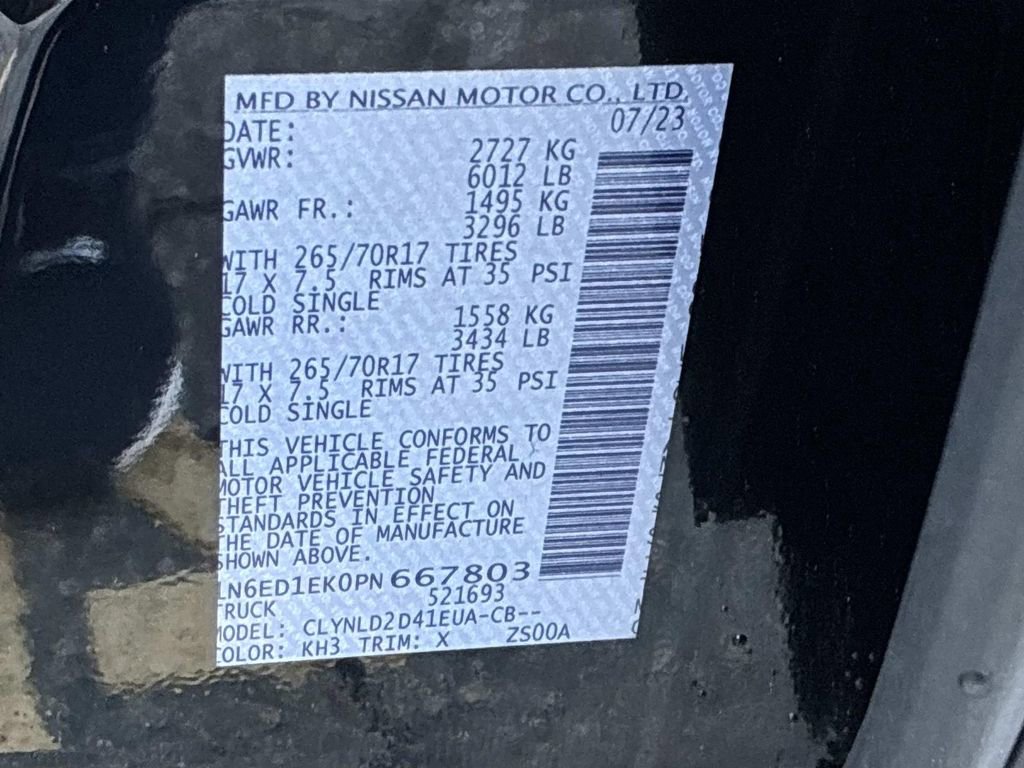 MFD BY NISSAN MOTOR CO., LTD.
DATE: 07/23
GVWR: 2727 KG
6012 LB
GAWR FR.: 1495 KG
3296 LB
WITH 265/70R17 TIRES
17 X 7.5 RIMS AT 35 PSI
COLD SINGLE
GAWR RR.: 1558 KG
3434 LB
WITH 265/70R17 TIRES
17 X 7.5 RIMS AT 35 PSI
COLD SINGLE
THIS VEHICLE CONFORMS TO
ALL APPLICABLE FEDERAL
MOTOR VEHICLE SAFETY AND
THEFT PREVENTION
STANDARDS IN EFFECT ON
THE DATE OF MANUFACTURE
SHOWN ABOVE.
1N6ED1EK0PN667803
TRUCK 521693
MODEL: CLYNLD2D41EUA-CB--
COLOR: KH3 TRIM: X ZS00A